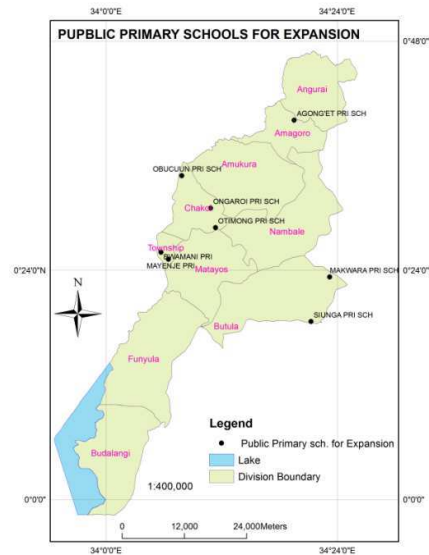 34°0'0"E
34°24'0"E
PUPBLIC PRIMARY SCHOOLS FOR EXPANSION
0°48'0"N
Angurai
AGONG'ET PRI SCH
Amagoro
OBUCUUN PRI SCH
Amukura
Chakol
ONGAROI PRI SCH
OTIMONG PRI SCH
Nambale
Township
BWAMANI PRI
MAYENJE PRI
Matayos
0°24'0"N
0°24'0"N
MAKWARA PRI SCH
N
SIUNGA PRI SCH
Butula
Funyula
Legend
Public Primary sch. for Expansion
Lake
Division Boundary
Budalangi
1:400,000
0°0'0"
0°0'0"
0
12,000
24,000Meters
34°0'0"E
34°24'0"E